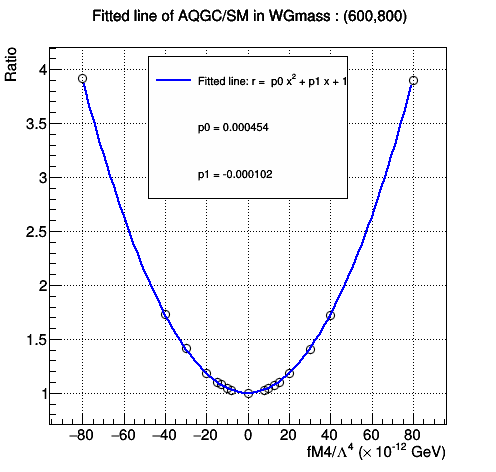 Fitted line of AQGC/SM in WGmass : (600,800)
Ratio
4
3.5
3
2.5
2
1.5
1
Fitted line: r = p0 x² + p1 x + 1
p0 = 0.000454
p1 = -0.000102
−80 −60 −40 −20 0 20 40 60 80
fM4/Λ⁴ (× 10⁻¹² GeV)